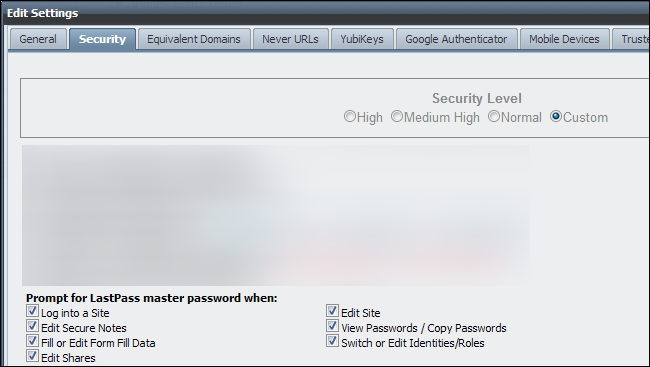 Edit Settings
General Security Equivalent Domains Never URLs YubiKeys Google Authenticator Mobile Devices Truste
Security Level
High Medium High Normal Custom
Prompt for LastPass master password when:
Log into a Site Edit Site
Edit Secure Notes View Passwords / Copy Passwords
Fill or Edit Form Fill Data Switch or Edit Identities/Roles
Edit Shares